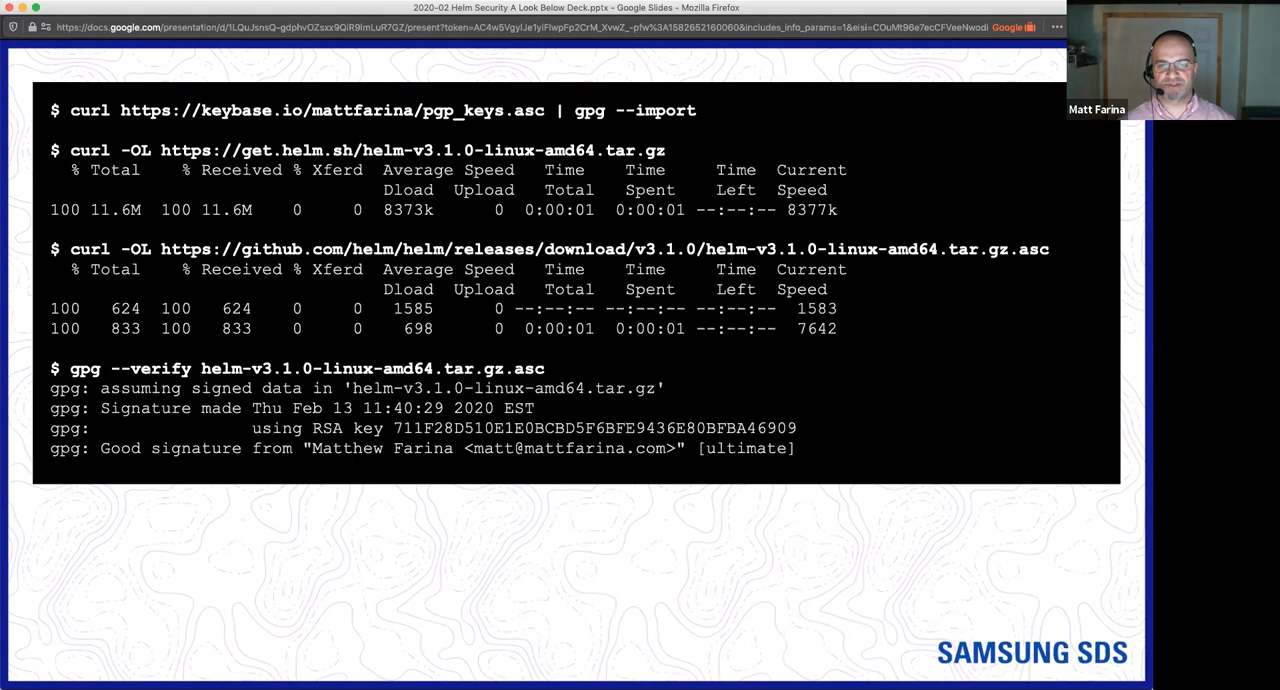 2020-02 Helm Security A Look Below Deck.pptx - Google Slides - Mozilla Firefox
Google
Matt Farina
$ curl https://keybase.io/mattfarina/pgp_keys.asc | gpg --import
$ curl -OL https://get.helm.sh/helm-v3.1.0-linux-amd64.tar.gz
% Total % Received % Xferd Average Speed Time Time Time Current
Dload Upload Total Spent Left Speed
100 11.6M 100 11.6M 0 0 8373k 0 0:00:01 0:00:01 --:--:-- 8377k
$ curl -OL https://github.com/helm/helm/releases/download/v3.1.0/helm-v3.1.0-linux-amd64.tar.gz.asc
% Total % Received % Xferd Average Speed Time Time Time Current
Dload Upload Total Spent Left Speed
100 624 100 624 0 0 1585 0 --:--:-- --:--:-- --:--:-- 1583
100 833 100 833 0 0 698 0 0:00:01 0:00:01 --:--:-- 7642
$ gpg --verify helm-v3.1.0-linux-amd64.tar.gz.asc
gpg: assuming signed data in 'helm-v3.1.0-linux-amd64.tar.gz'
gpg: Signature made Thu Feb 13 11:40:29 2020 EST
gpg: using RSA key 711F28D510E1E0BCBD5F6BFE9436E80BFBA46909
gpg: Good signature from "Matthew Farina <matt@mattfarina.com>" [ultimate]
SAMSUNG SDS